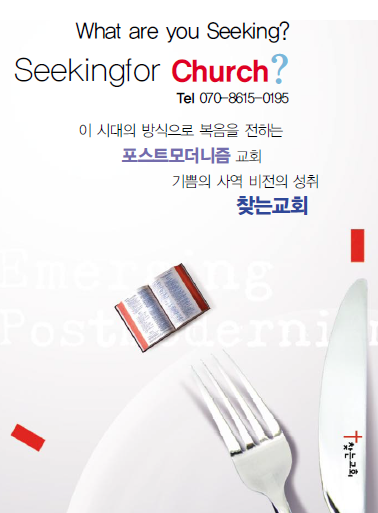 What are you Seeking?
Seekingfor Church?
Tel 070-8615-0195
이 시대의 방식으로 복음을 전하는
포스트모더니즘 교회
기쁨의 사역 비전의 성취
찾는교회
Emerging
Postmodernism
찾는교회